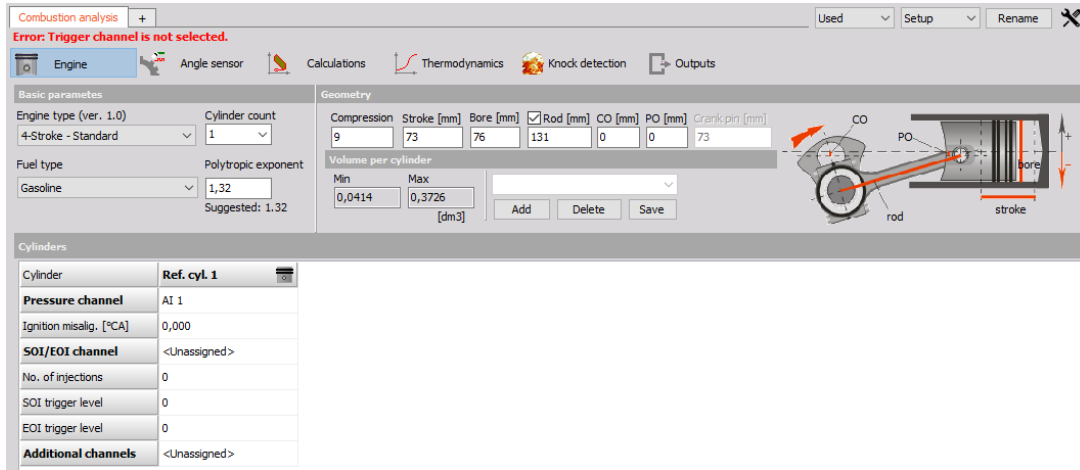 Combustion analysis +
Used Setup Rename
Error: Trigger channel is not selected.
Engine Angle sensor Calculations Thermodynamics Knock detection Outputs
Basic parametes Geometry
Engine type (ver. 1.0) Cylinder count
4-Stroke - Standard 1
Fuel type Polytropic exponent
Gasoline 1,32
Suggested: 1.32
Compression Stroke [mm] Bore [mm] Rod [mm] CO [mm] PO [mm] Crank pin [mm]
9 73 76 131 0 0 73
Volume per cylinder
Min Max
0,0414 0,3726
[dm3]
Add Delete Save
CO
PO
+
-
bore
stroke
rod
Cylinders
Cylinder Ref. cyl. 1
Pressure channel AI 1
Ignition misalig. [°CA] 0,000
SOI/EOI channel <Unassigned>
No. of injections 0
SOI trigger level 0
EOI trigger level 0
Additional channels <Unassigned>